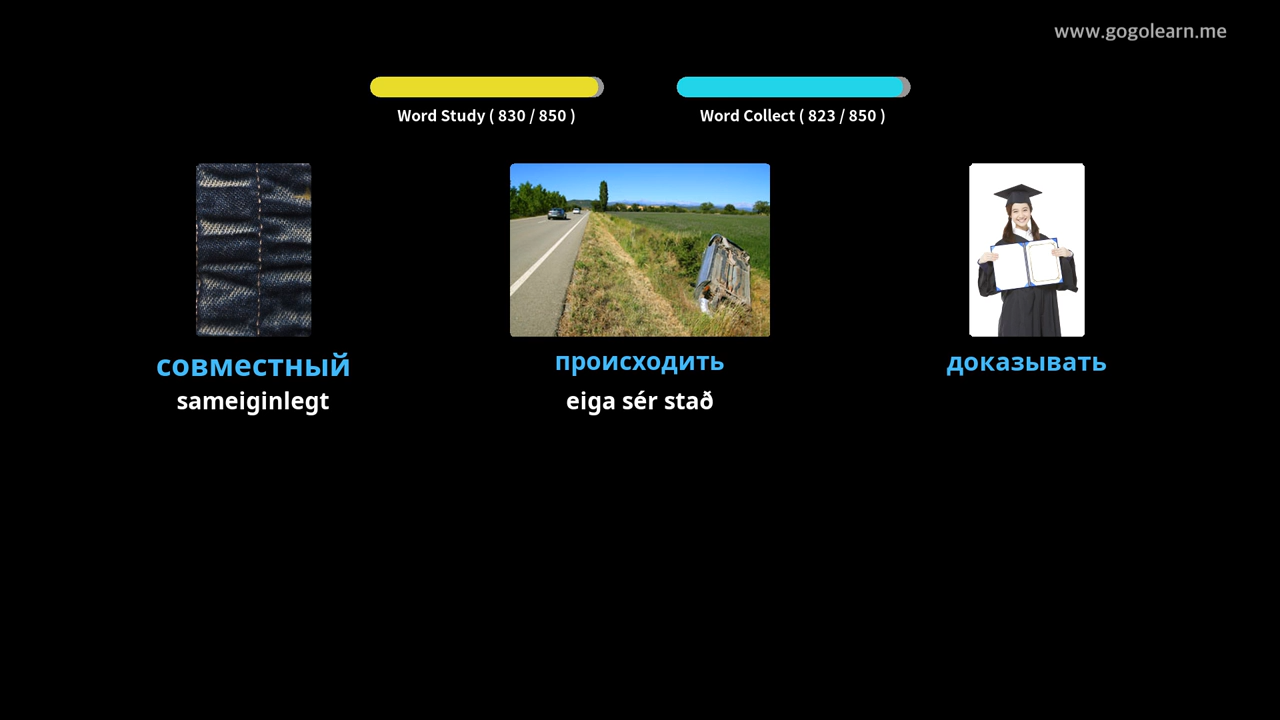 www.gogolearn.me
Word Study ( 830 / 850 )
Word Collect ( 823 / 850 )
совместный
sameiginlegt
происходить
eiga sér stað
доказывать